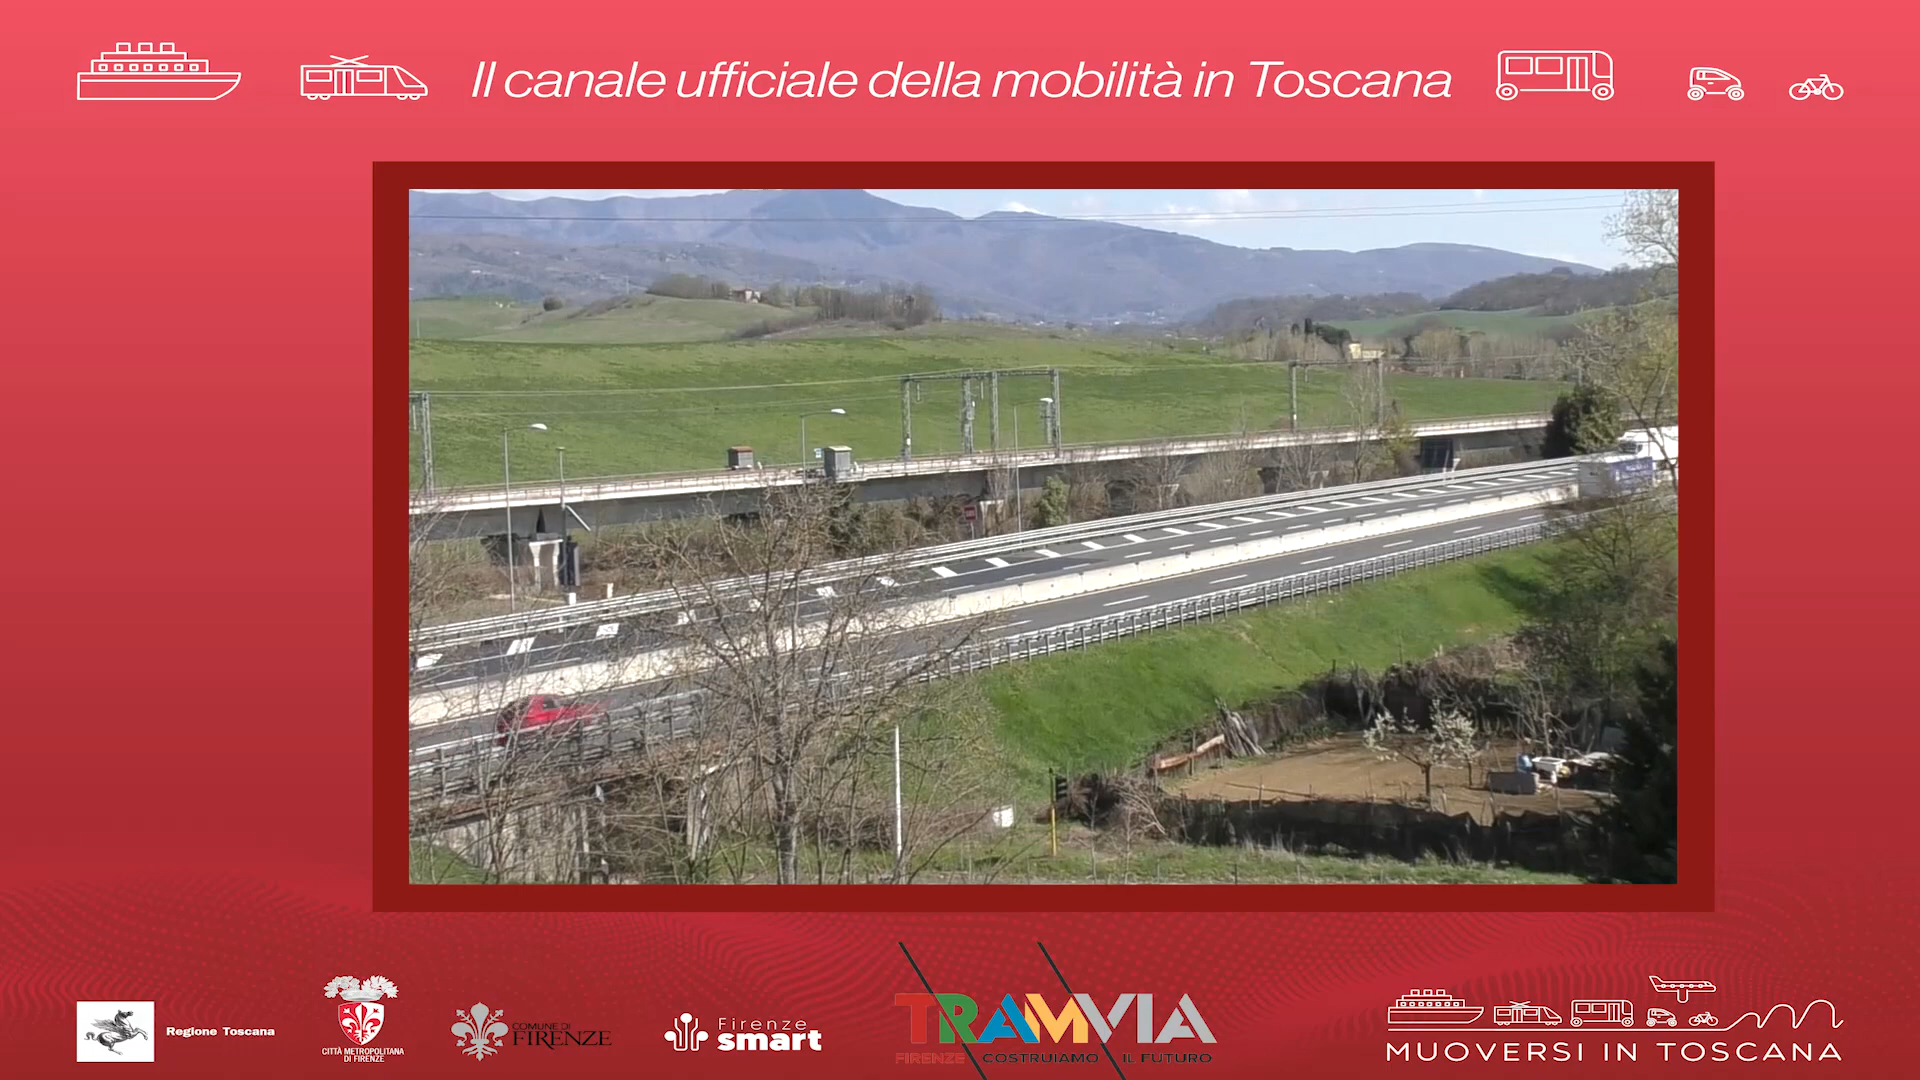 Il canale ufficiale della mobilità in Toscana
Regione Toscana
CITTÀ METROPOLITANA
DI FIRENZE
COMUNE DI
FIRENZE
Firenze
smart
TRAMVIA
FIRENZE COSTRUIAMO IL FUTURO
MUOVERSI IN TOSCANA